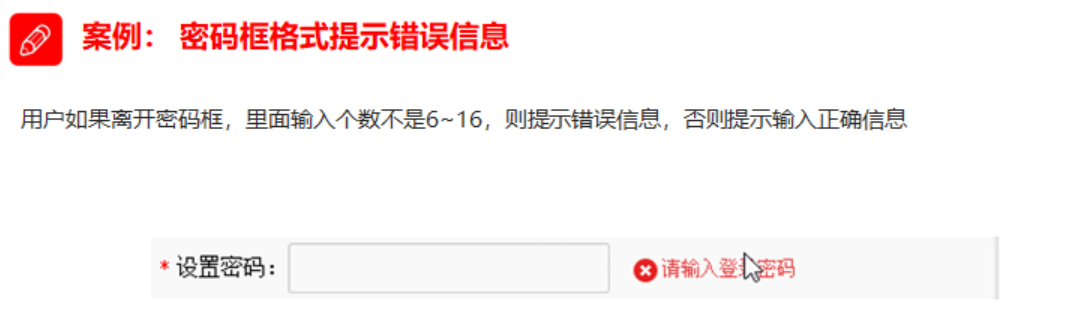 案例： 密码框格式提示错误信息
用户如果离开密码框，里面输入个数不是6~16，则提示错误信息，否则提示输入正确信息
* 设置密码： 请输入登录密码